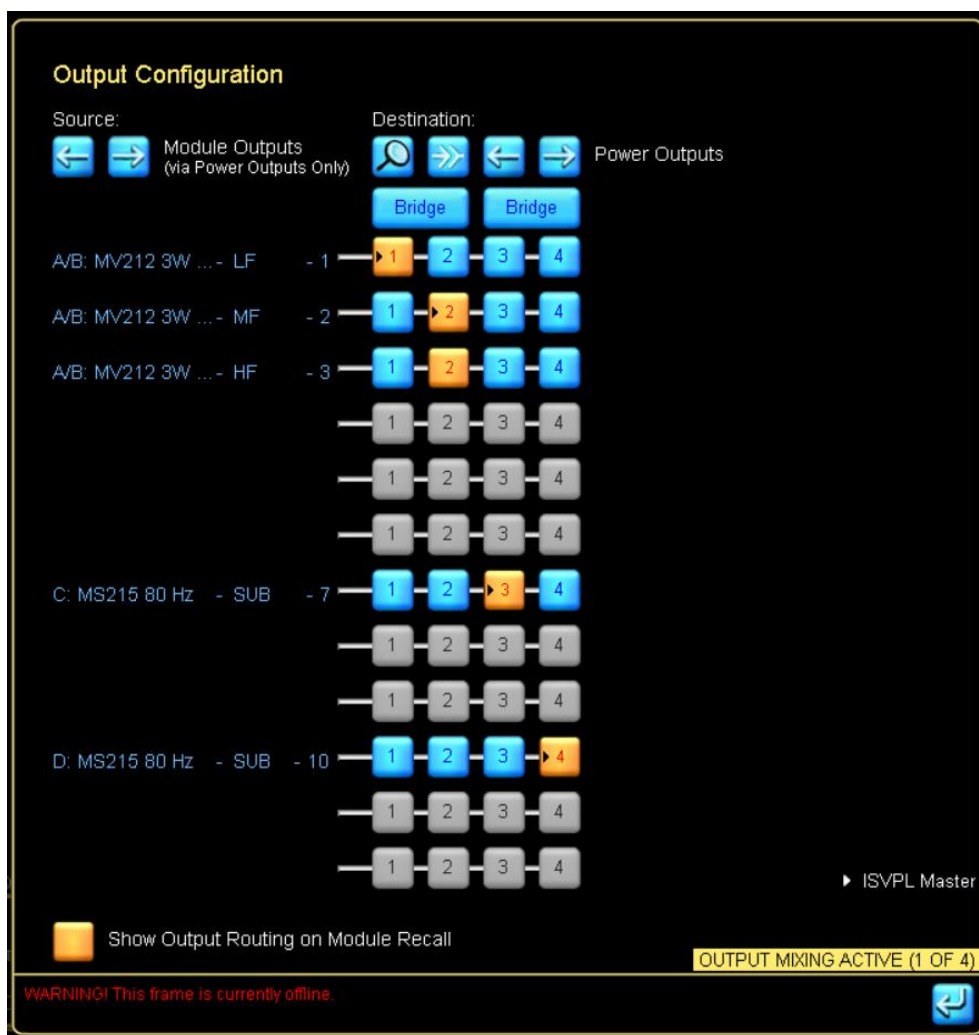 Output Configuration
Source: Destination:
Module Outputs
(via Power Outputs Only)
Power Outputs
Bridge Bridge
A/B: MV212 3W ... - LF - 1 1 2 3 4
A/B: MV212 3W ... - MF - 2 1 2 3 4
A/B: MV212 3W ... - HF - 3 1 2 3 4
1 2 3 4
1 2 3 4
1 2 3 4
C: MS215 80 Hz - SUB - 7 1 2 3 4
1 2 3 4
1 2 3 4
D: MS215 80 Hz - SUB - 10 1 2 3 4
1 2 3 4
1 2 3 4
ISVPL Master
Show Output Routing on Module Recall
OUTPUT MIXING ACTIVE (1 OF 4)
WARNING! This frame is currently offline.